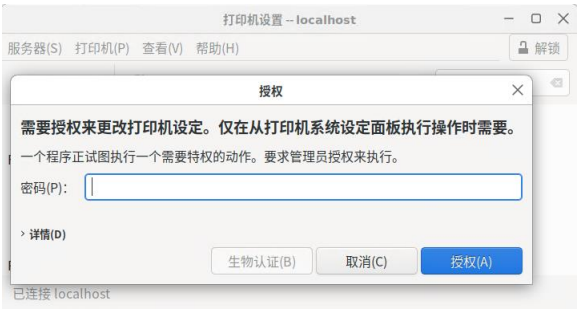 打印机设置 – localhost
服务器(S) 打印机(P) 查看(V) 帮助(H) 解锁
授权
需要授权来更改打印机设定。仅在从打印机系统设定面板执行操作时需要。
一个程序正试图执行一个需要特权的动作。要求管理员授权来执行。
密码(P):
详情(D)
生物认证(B) 取消(C) 授权(A)
已连接 localhost